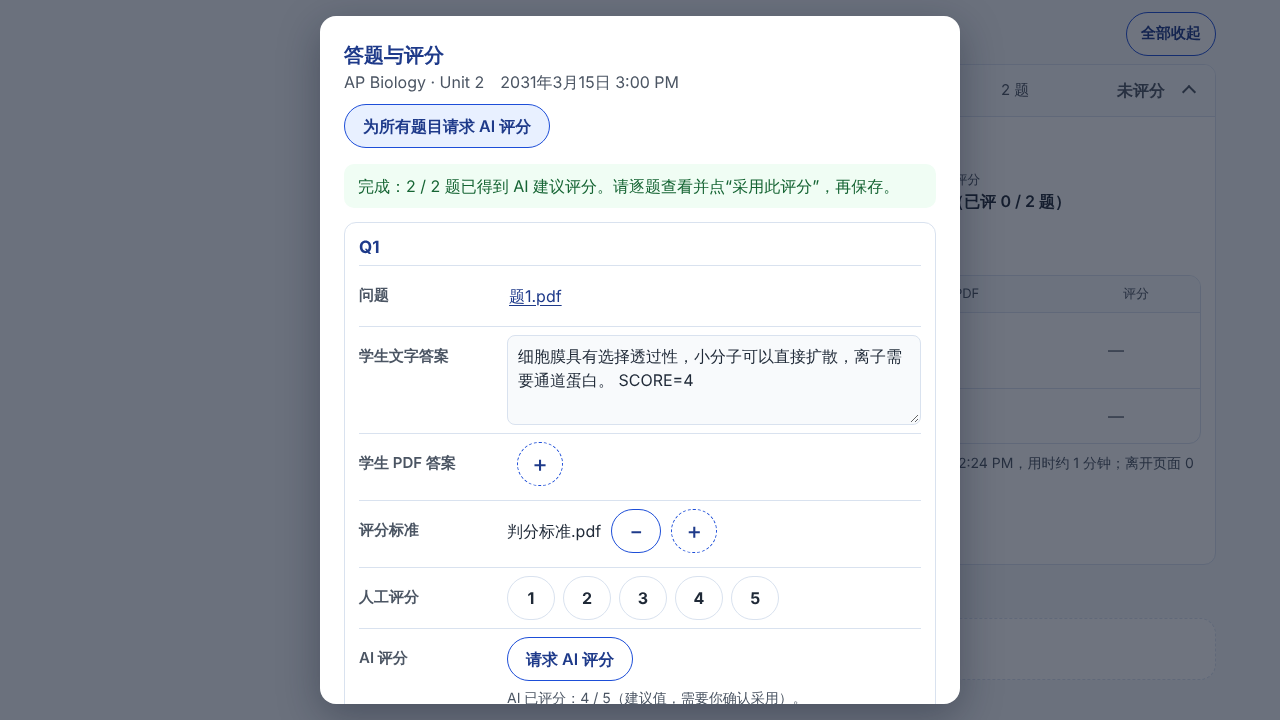 全部收起
答题与评分
AP Biology · Unit 2 2031年3月15日 3:00 PM
2 题
未评分
为所有题目请求 AI 评分
完成：2 / 2 题已得到 AI 建议评分。请逐题查看并点“采用此评分”，再保存。
评分
（已评 0 / 2 题）
Q1
问题
题1.pdf
PDF
评分
学生文字答案
细胞膜具有选择透过性，小分子可以直接扩散，离子需
要通道蛋白。 SCORE=4
—
—
学生 PDF 答案
+
2:24 PM，用时约 1 分钟；离开页面 0
评分标准
判分标准.pdf
−
+
人工评分
1
2
3
4
5
AI 评分
请求 AI 评分
AI 已评分：4 / 5（建议值，需要你确认采用）。